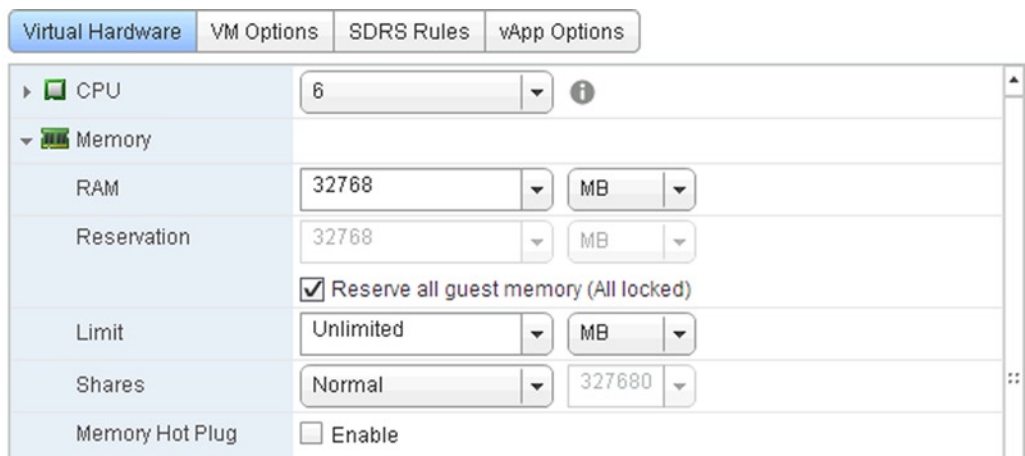 Virtual Hardware VM Options SDRS Rules vApp Options
CPU 6
Memory
RAM 32768 MB
Reservation 32768 MB
Reserve all guest memory (All locked)
Limit Unlimited MB
Shares Normal 327680
Memory Hot Plug Enable